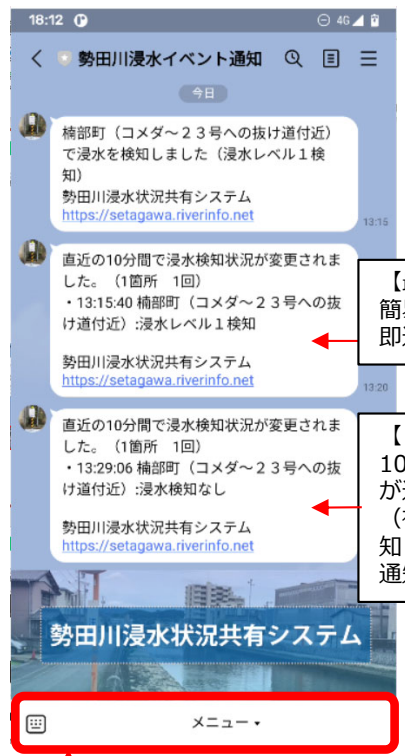 18:12
4G
勢田川浸水イベント通知
今日
楠部町（コメダ～２３号への抜け道付近）
で浸水を検知しました（浸水レベル１検
知）
勢田川浸水状況共有システム
https://setagawa.riverinfo.net
13:15
直近の10分間で浸水検知状況が変更されま
した。（1箇所　1回）
・13:15:40 楠部町（コメダ～２３号への抜
け道付近）:浸水レベル１検知
勢田川浸水状況共有システム
https://setagawa.riverinfo.net
13:20
直近の10分間で浸水検知状況が変更されま
した。（1箇所　1回）
・13:29:06 楠部町（コメダ～２３号への抜
け道付近）:浸水検知なし
勢田川浸水状況共有システム
https://setagawa.riverinfo.net
【
簡
即
【
10
が
（
知
通
勢田川浸水状況共有システム
メニュー